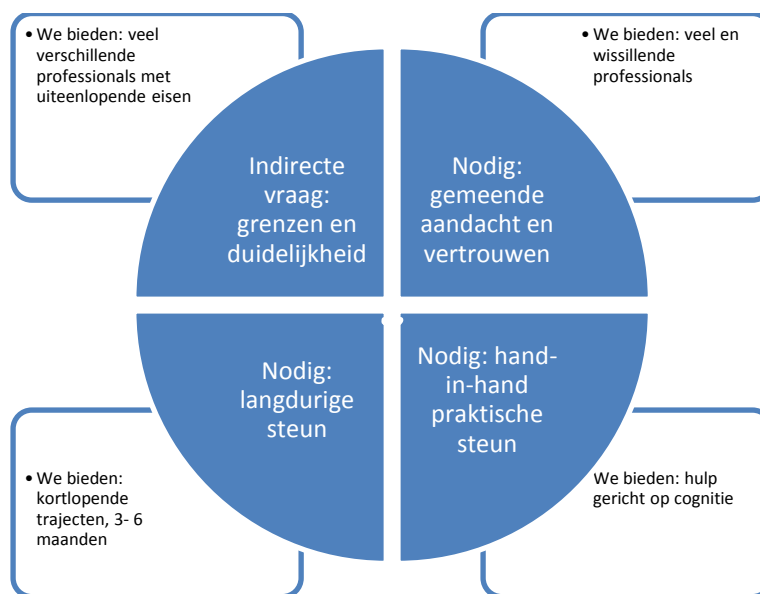 • We bieden: veel
verschillende
professionals met
uiteenlopende eisen
• We bieden: veel en
wissillende
professionals
Indirecte
vraag:
grenzen en
duidelijkheid
Nodig:
gemeende
aandacht en
vertrouwen
Nodig:
langdurige
steun
Nodig: hand-
in-hand
praktische
steun
• We bieden:
kortlopende
trajecten, 3- 6
maanden
We bieden: hulp
gericht op cognitie